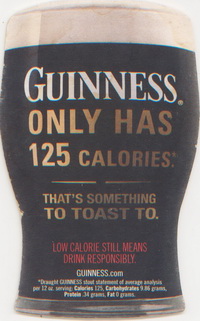 GUINNESS®
ONLY HAS
125 CALORIES.*
THAT'S SOMETHING
TO TOAST TO.
LOW CALORIE STILL MEANS
DRINK RESPONSIBLY.
GUINNESS.com
*Draught GUINNESS stout statement of average analysis
per 12 oz. serving: Calories 125, Carbohydrates 9.86 grams,
Protein .34 grams, Fat 0 grams.